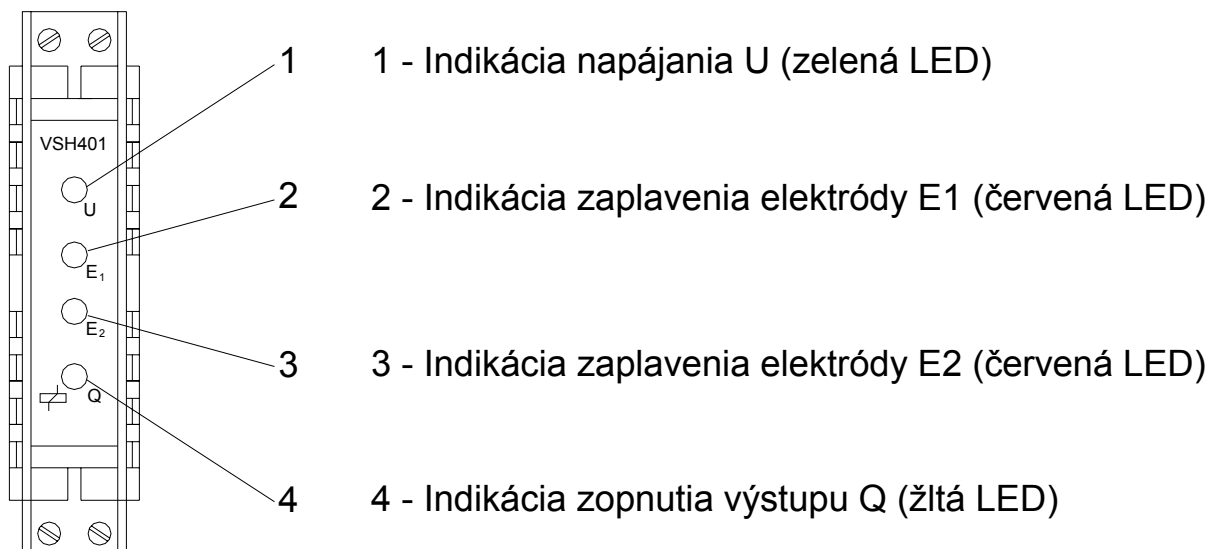 1 1 - Indikácia napájania U (zelená LED)
VSH401
U
2 2 - Indikácia zaplavenia elektródy E1 (červená LED)
E₁
E₂
3 3 - Indikácia zaplavenia elektródy E2 (červená LED)
Q
4 4 - Indikácia zopnutia výstupu Q (žltá LED)